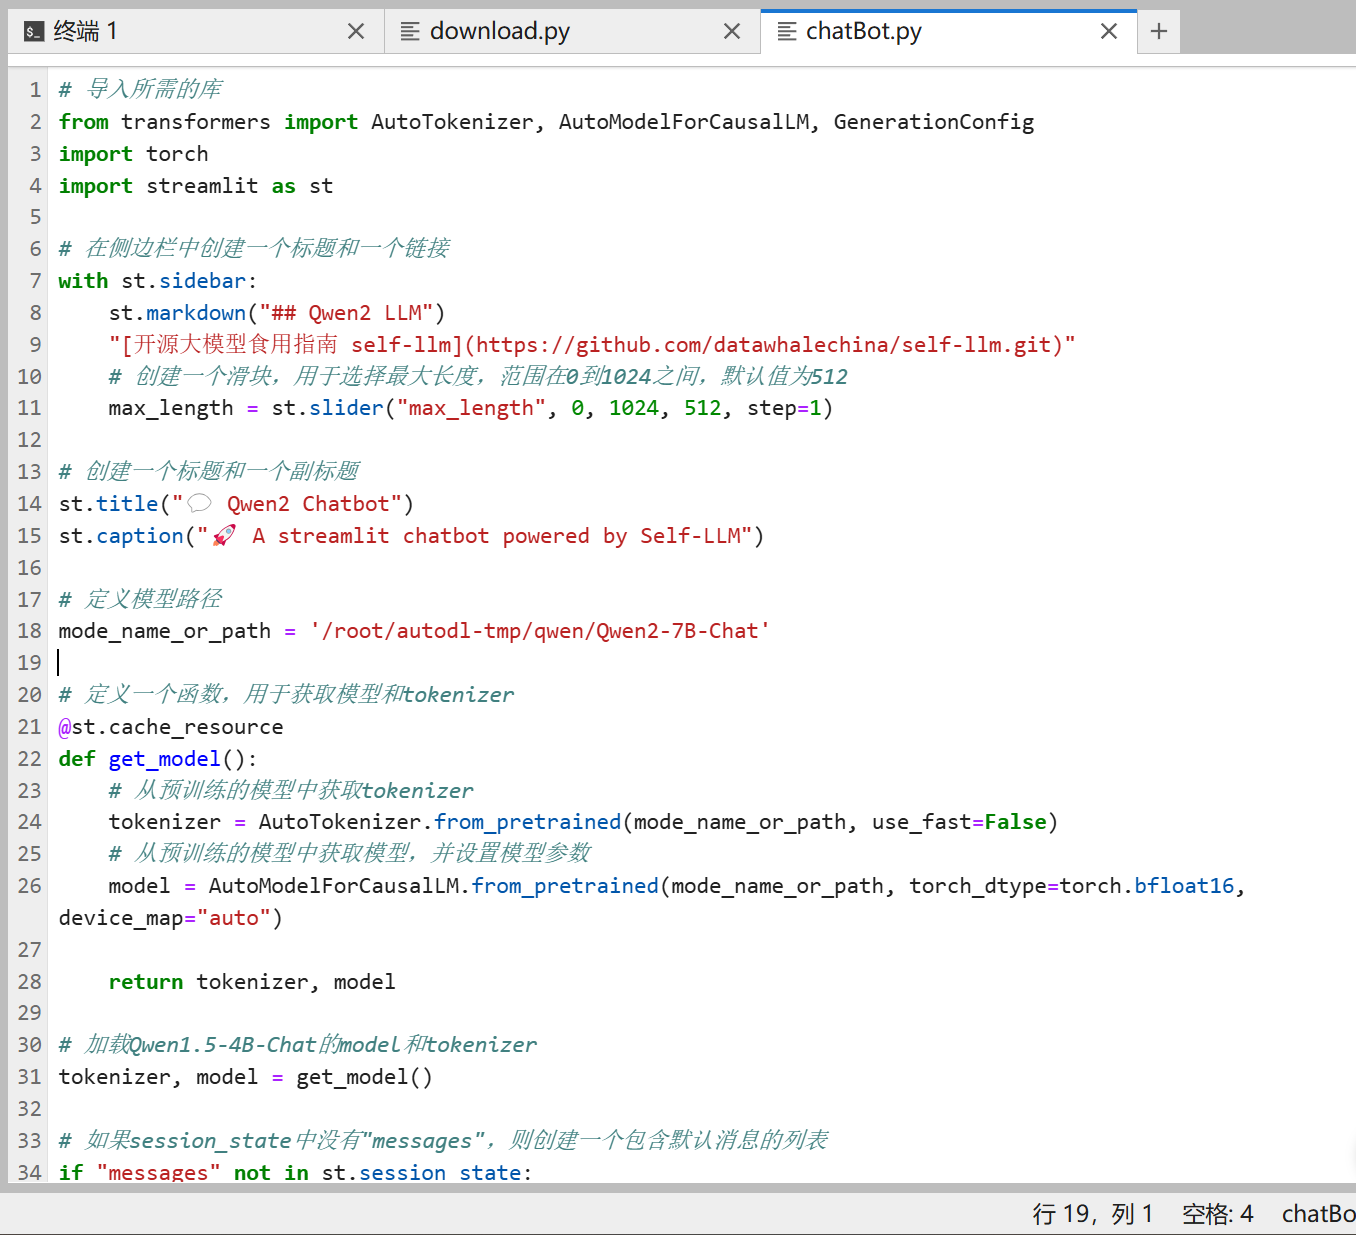 终端 1
download.py
chatBot.py
1 # 导入所需的库
2 from transformers import AutoTokenizer, AutoModelForCausalLM, GenerationConfig
3 import torch
4 import streamlit as st
5
6 # 在侧边栏中创建一个标题和一个链接
7 with st.sidebar:
8     st.markdown("## Qwen2 LLM")
9     "[开源大模型食用指南 self-llm](https://github.com/datawhalechina/self-llm.git)"
10     # 创建一个滑块，用于选择最大长度，范围在0到1024之间，默认值为512
11     max_length = st.slider("max_length", 0, 1024, 512, step=1)
12
13 # 创建一个标题和一个副标题
14 st.title("💬 Qwen2 Chatbot")
15 st.caption("🚀 A streamlit chatbot powered by Self-LLM")
16
17 # 定义模型路径
18 mode_name_or_path = '/root/autodl-tmp/qwen/Qwen2-7B-Chat'
19
20 # 定义一个函数，用于获取模型和tokenizer
21 @st.cache_resource
22 def get_model():
23     # 从预训练的模型中获取tokenizer
24     tokenizer = AutoTokenizer.from_pretrained(mode_name_or_path, use_fast=False)
25     # 从预训练的模型中获取模型，并设置模型参数
26     model = AutoModelForCausalLM.from_pretrained(mode_name_or_path, torch_dtype=torch.bfloat16,
device_map="auto")
27
28     return tokenizer, model
29
30 # 加载Qwen1.5-4B-Chat的model和tokenizer
31 tokenizer, model = get_model()
32
33 # 如果session_state中没有"messages"，则创建一个包含默认消息的列表
34 if "messages" not in st.session_state:
行 19，列 1 空格: 4 chatBo